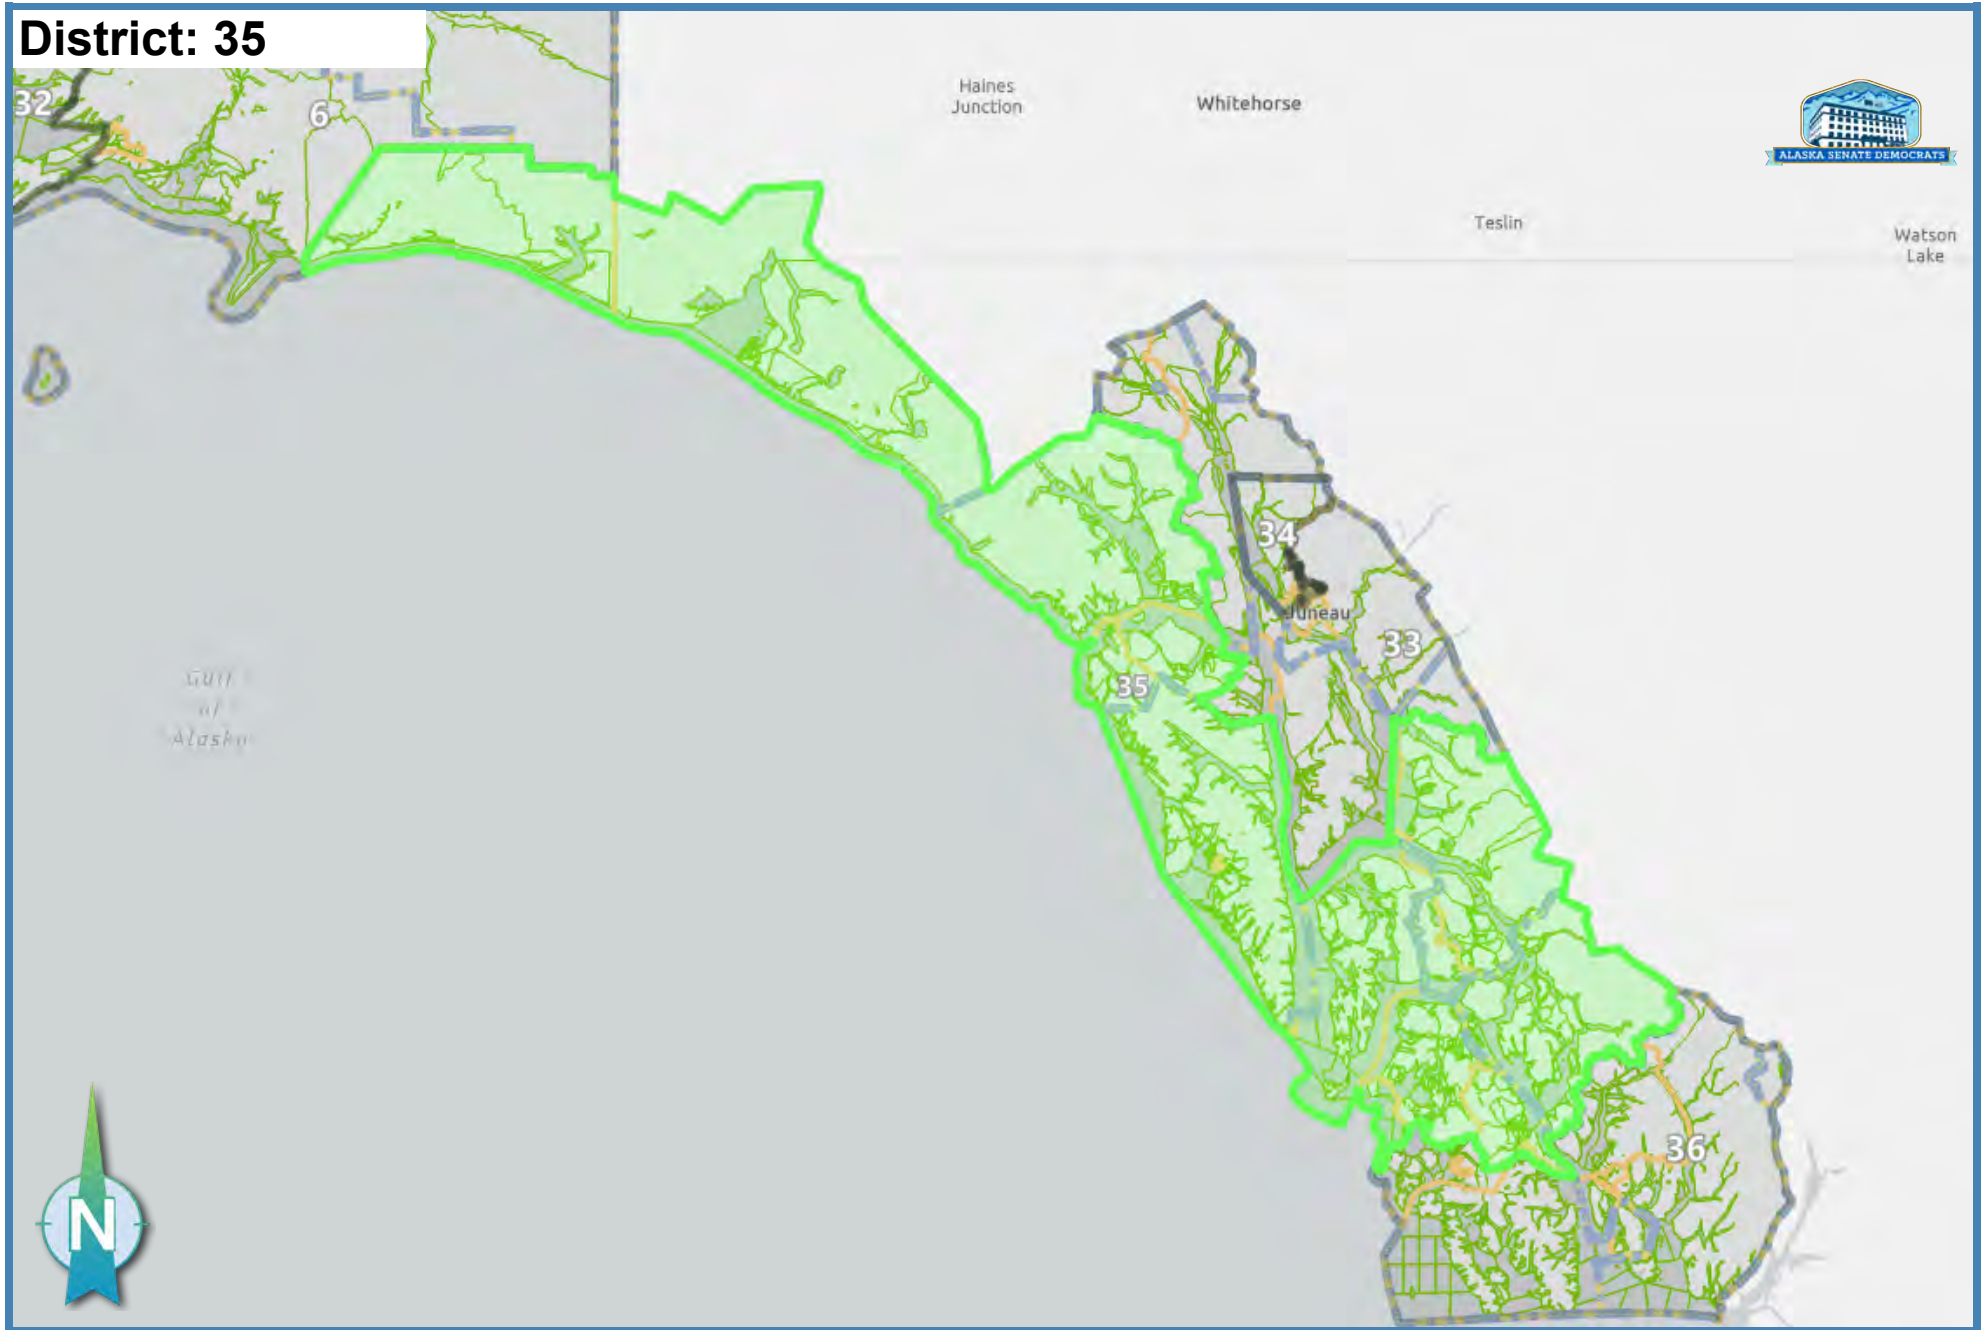 District: 35
32
6
Haines
Junction
Whitehorse
ALASKA SENATE DEMOCRATS
Teslin
Watson
Lake
34
Juneau
33
Gulf
of
Alaska
35
36
N